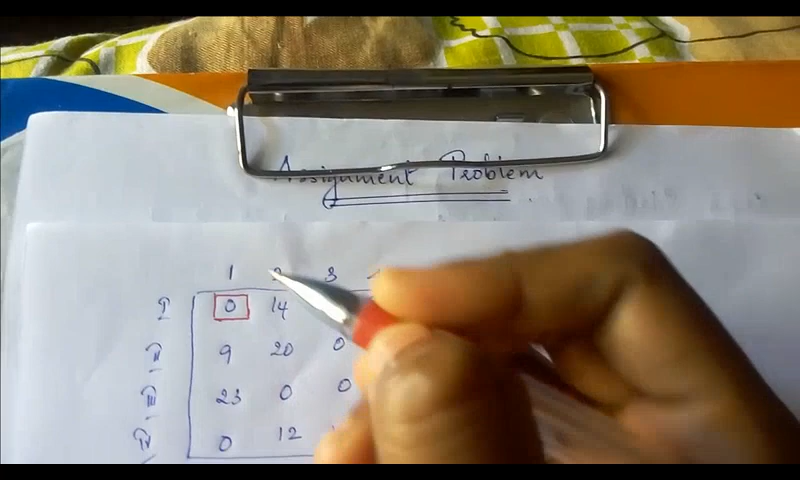 Assignment Problem
1 2 3
I 0 14
II 9 20 0
III 23 0 0
IV 0 12